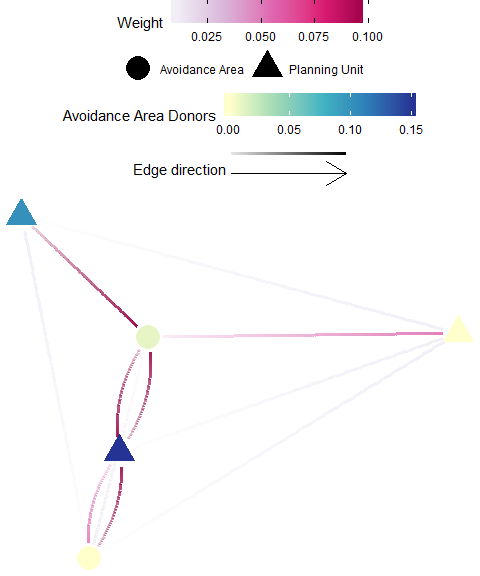 Weight
0.025 0.050 0.075 0.100
Avoidance Area Planning Unit
Avoidance Area Donors
0.00 0.05 0.10 0.15
Edge direction